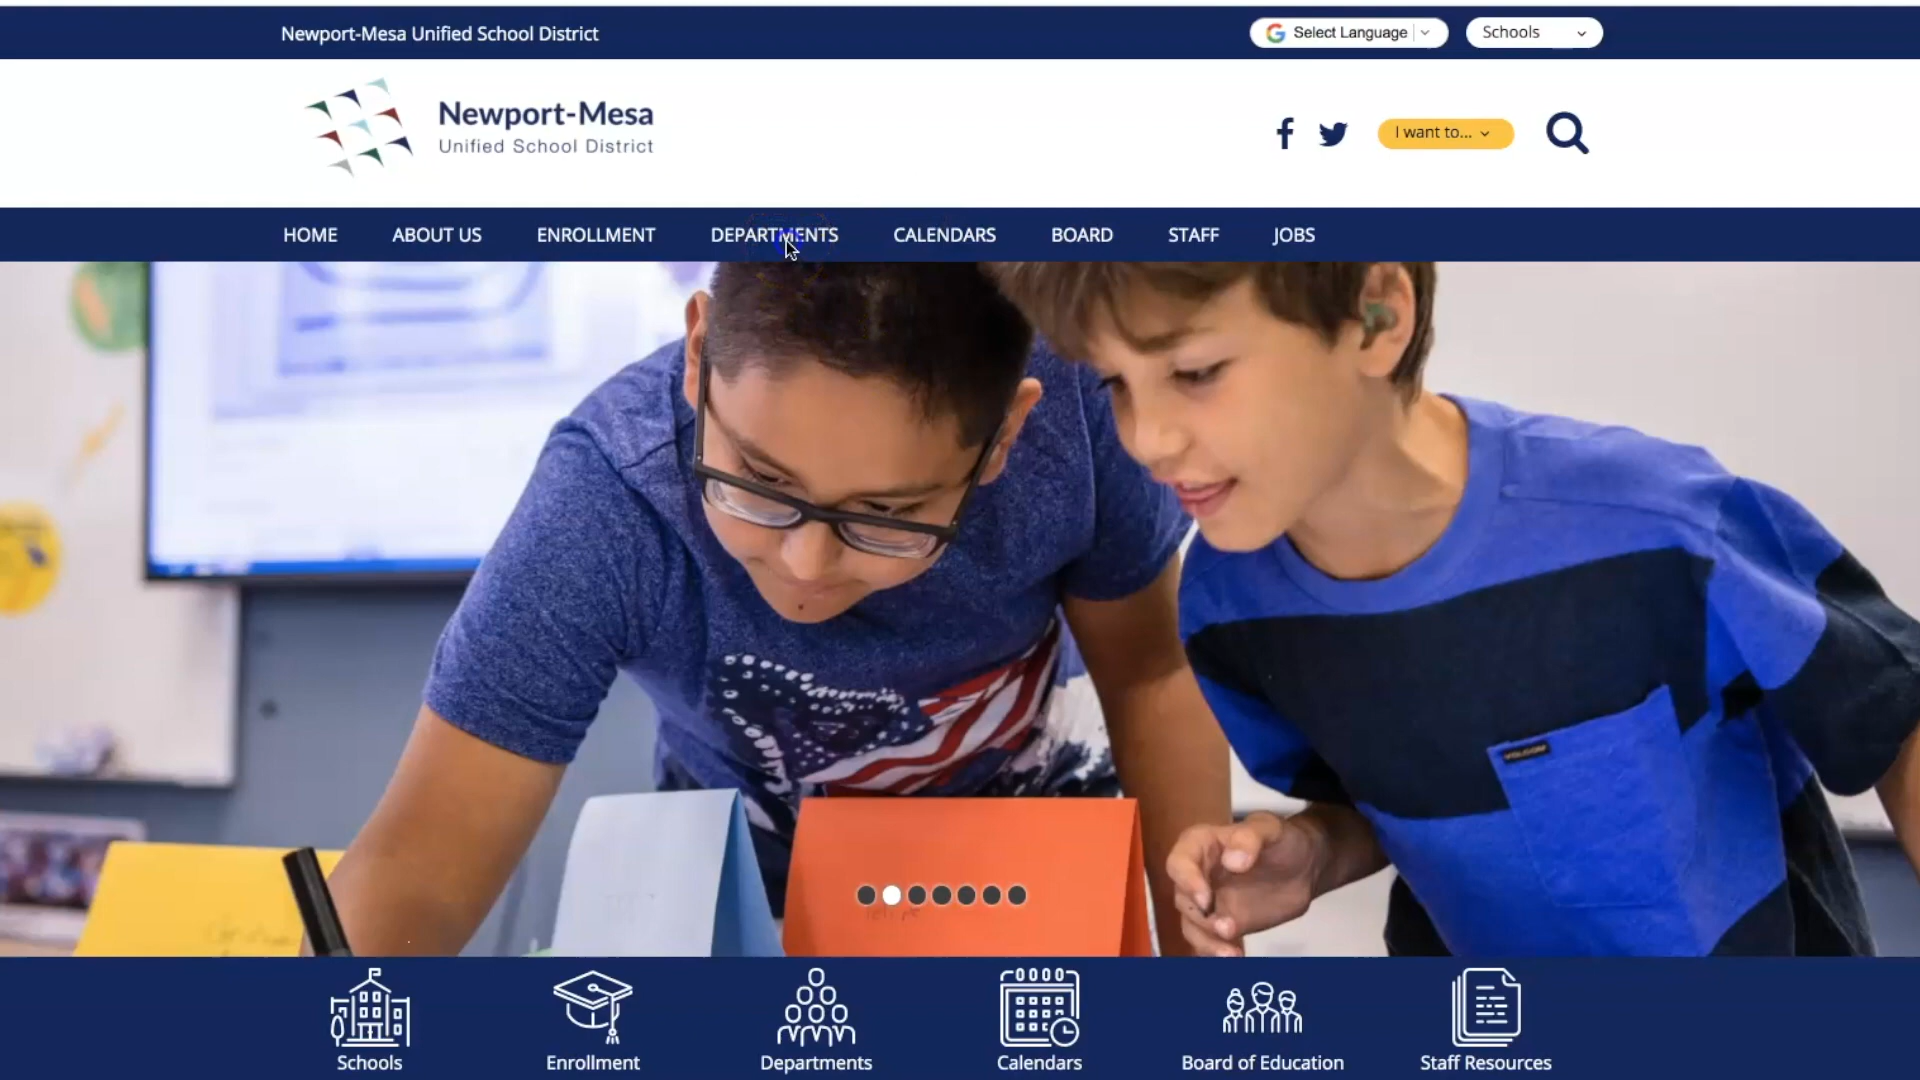 Newport-Mesa Unified School District
Select Language
Schools
Newport-Mesa
Unified School District
I want to...
HOME
ABOUT US
ENROLLMENT
DEPARTMENTS
CALENDARS
BOARD
STAFF
JOBS
VOLCOM
Schools
Enrollment
Departments
Calendars
Board of Education
Staff Resources